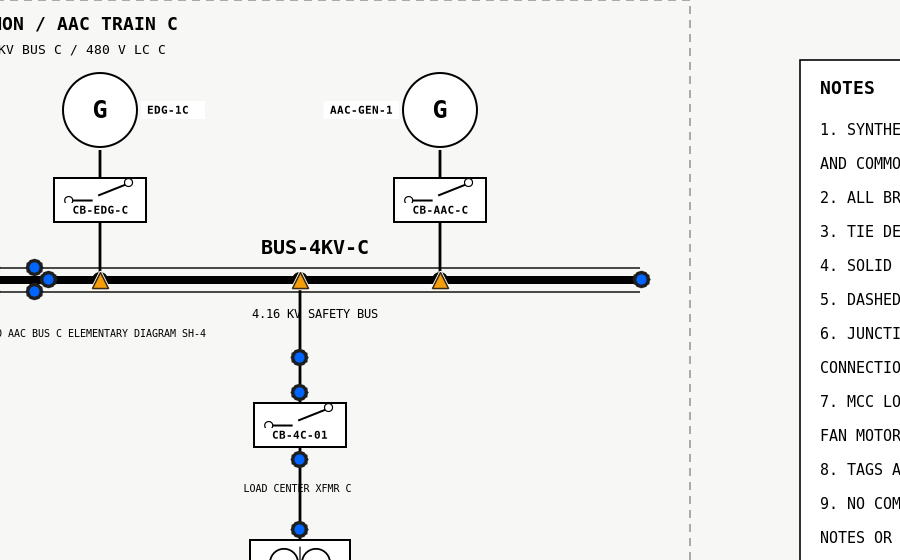 ON / AAC TRAIN C
KV BUS C / 480 V LC C
G
EDG-1C
AAC-GEN-1
G
CB-EDG-C
CB-AAC-C
BUS-4KV-C
4.16 KV SAFETY BUS
AAC BUS C ELEMENTARY DIAGRAM SH-4
CB-4C-01
LOAD CENTER XFMR C
NOTES
1. SYNTHE
AND COMMO
2. ALL BR
3. TIE DE
4. SOLID
5. DASHED
6. JUNCTI
CONNECTIO
7. MCC LO
FAN MOTOR
8. TAGS A
9. NO COM
NOTES OR